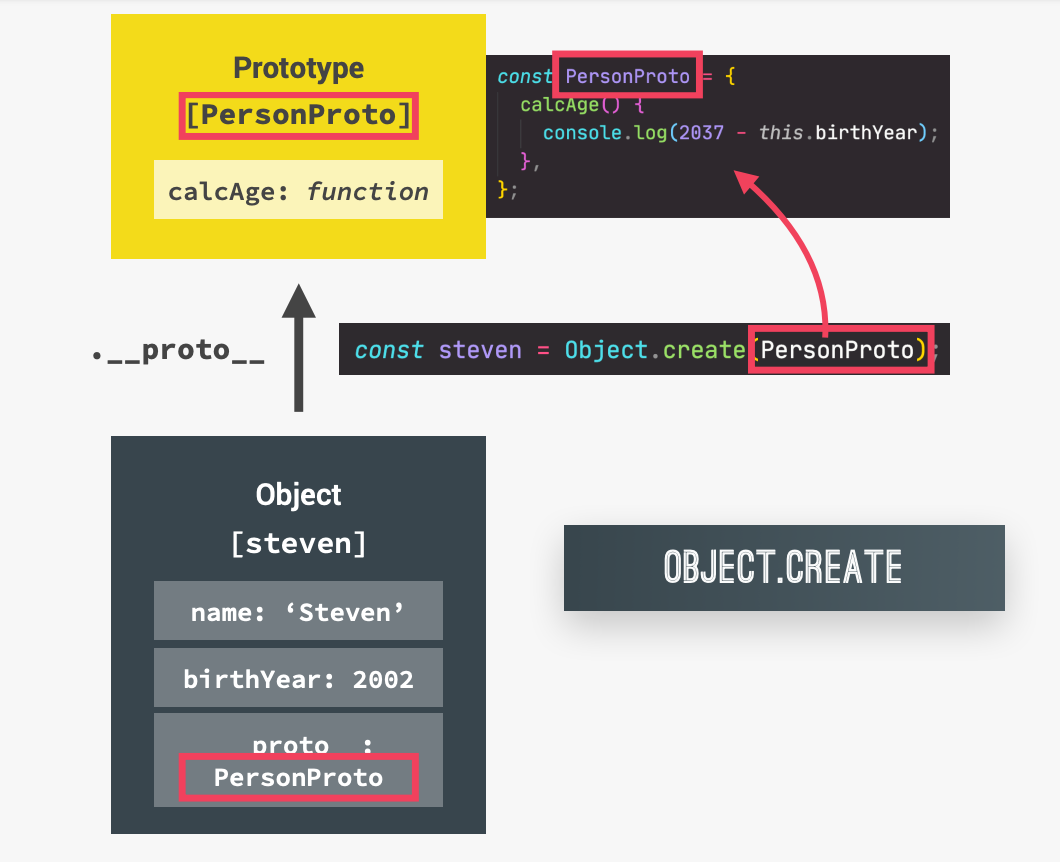 Prototype
[PersonProto]
calcAge: function
const PersonProto = {
calcAge() {
console.log(2037 - this.birthYear);
},
};
.__proto__
const steven = Object.create(PersonProto);
Object
[steven]
name: ‘Steven’
birthYear: 2002
__proto__:
PersonProto
OBJECT.CREATE